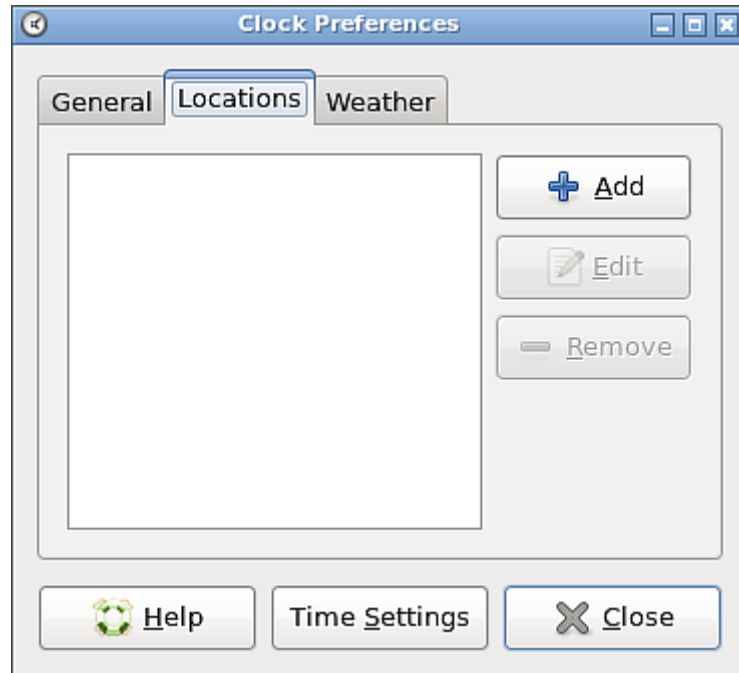 Clock Preferences
General Locations Weather
Add
Edit
Remove
Help Time Settings Close